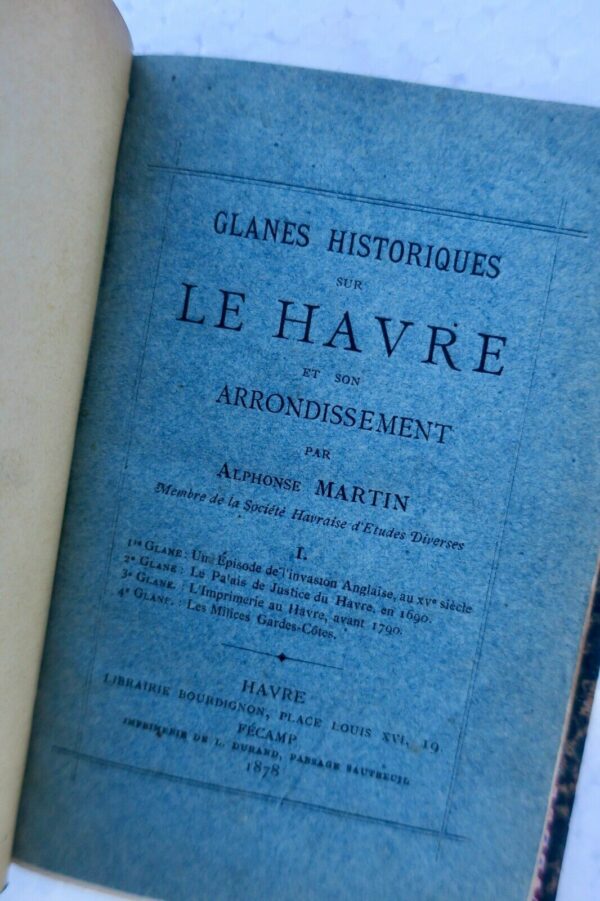 GLANES HISTORIQUES
SUR
LE HAVRE
ET SON
ARRONDISSEMENT
PAR
ALPHONSE MARTIN
Membre de la Société Havraise d'Etudes Diverses
I.
1re GLANE : Un Épisode de l'invasion Anglaise, au XVe siècle
2e GLANE : Le Palais de Justice du Havre, en 1690.
3e GLANE. : L'Imprimerie au Havre, avant 1790.
4e GLANE. : Les Milices Gardes-Côtes.
HAVRE
LIBRAIRIE BOURDIGNON, PLACE LOUIS XVI, 19
FÉCAMP
IMPRIMERIE DE L. DURAND, PASSAGE SAUTREUIL
1878